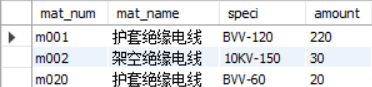 mat_num mat_name speci amount
m001 护套绝缘电线 BVV-120 220
m002 架空绝缘电线 10KV-150 30
m020 护套绝缘电线 BVV-60 20